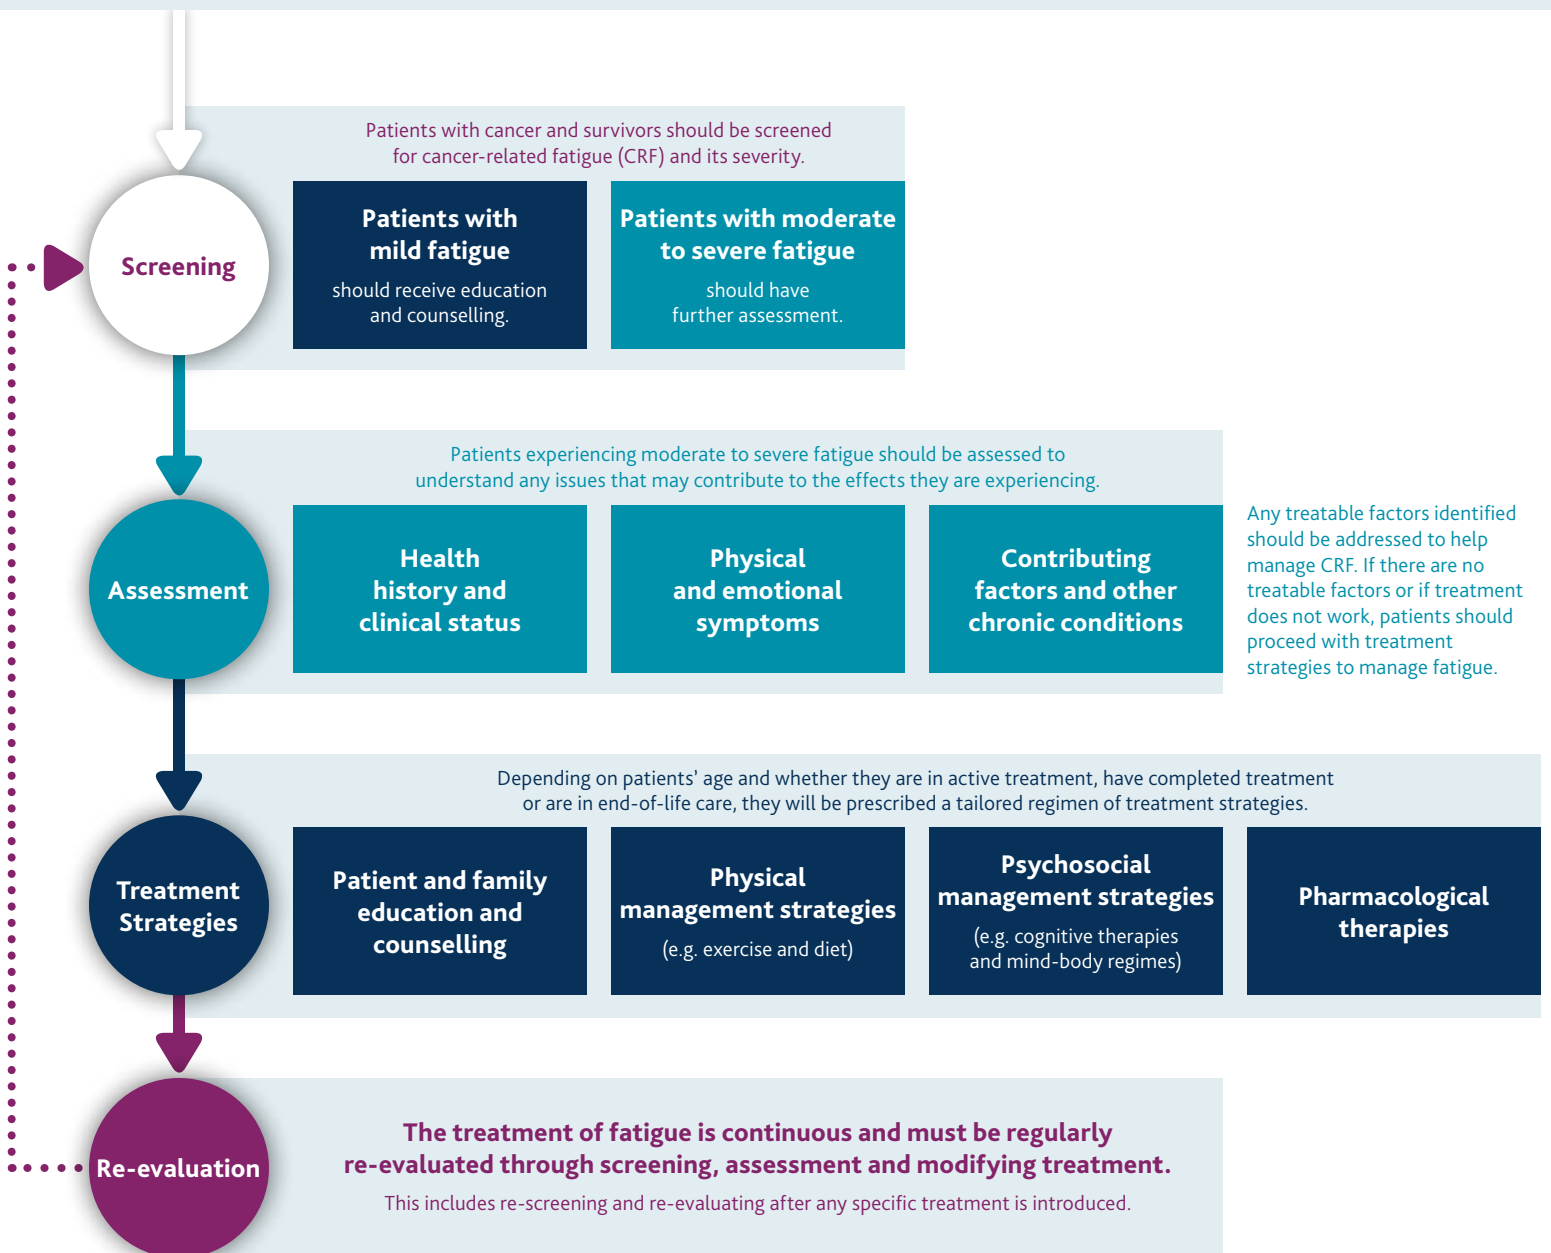 Patients with cancer and survivors should be screened
for cancer-related fatigue (CRF) and its severity.
Screening
Patients with
mild fatigue
should receive education
and counselling.
Patients with moderate
to severe fatigue
should have
further assessment.
Patients experiencing moderate to severe fatigue should be assessed to
understand any issues that may contribute to the effects they are experiencing.
Assessment
Health
history and
clinical status
Physical
and emotional
symptoms
Contributing
factors and other
chronic conditions
Any treatable factors identified
should be addressed to help
manage CRF. If there are no
treatable factors or if treatment
does not work, patients should
proceed with treatment
strategies to manage fatigue.
Depending on patients’ age and whether they are in active treatment, have completed treatment
or are in end-of-life care, they will be prescribed a tailored regimen of treatment strategies.
Treatment
Strategies
Patient and family
education and
counselling
Physical
management strategies
(e.g. exercise and diet)
Psychosocial
management strategies
(e.g. cognitive therapies
and mind-body regimes)
Pharmacological
therapies
Re-evaluation
The treatment of fatigue is continuous and must be regularly
re-evaluated through screening, assessment and modifying treatment.
This includes re-screening and re-evaluating after any specific treatment is introduced.